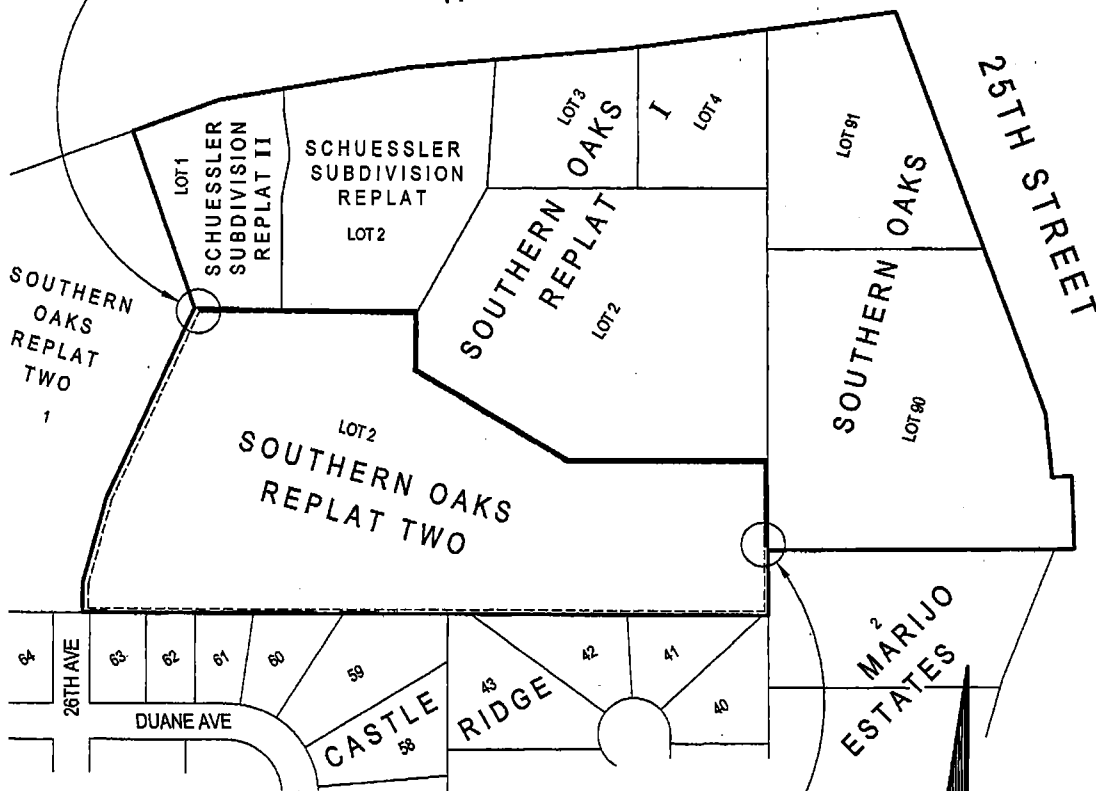 25TH STREET
LOT 1
SCHUESSLER
SUBDIVISION
REPLAT II
SCHUESSLER
SUBDIVISION
REPLAT
LOT 2
LOT 3
I
LOT 4
SOUTHERN OAKS
REPLAT
LOT 2
LOT 91
SOUTHERN OAKS
LOT 90
SOUTHERN
OAKS
REPLAT
TWO
1
LOT 2
SOUTHERN OAKS
REPLAT TWO
64
26TH AVE
63
62
61
60
59
58
DUANE AVE
CASTLE RIDGE
43
42
41
40
2
MARIJO
ESTATES